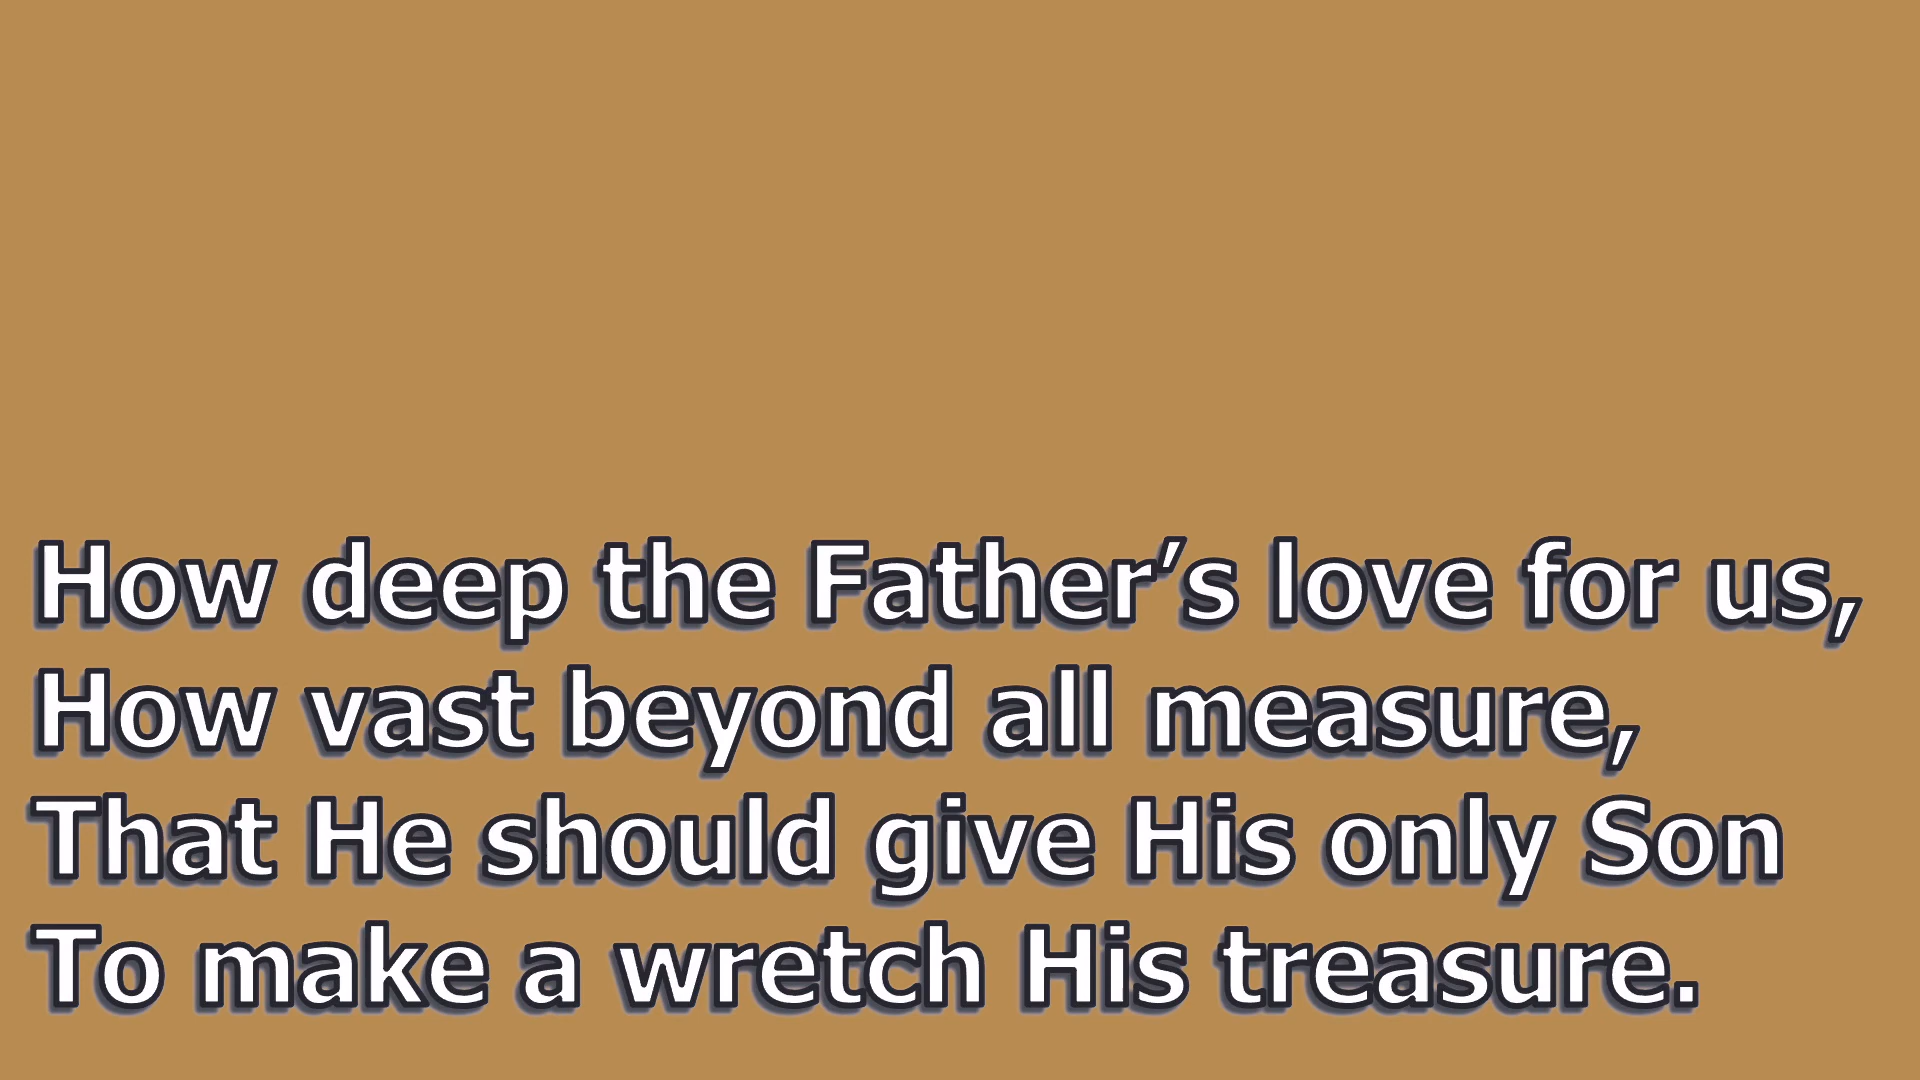 How deep the Father’s love for us,
How vast beyond all measure,
That He should give His only Son
To make a wretch His treasure.